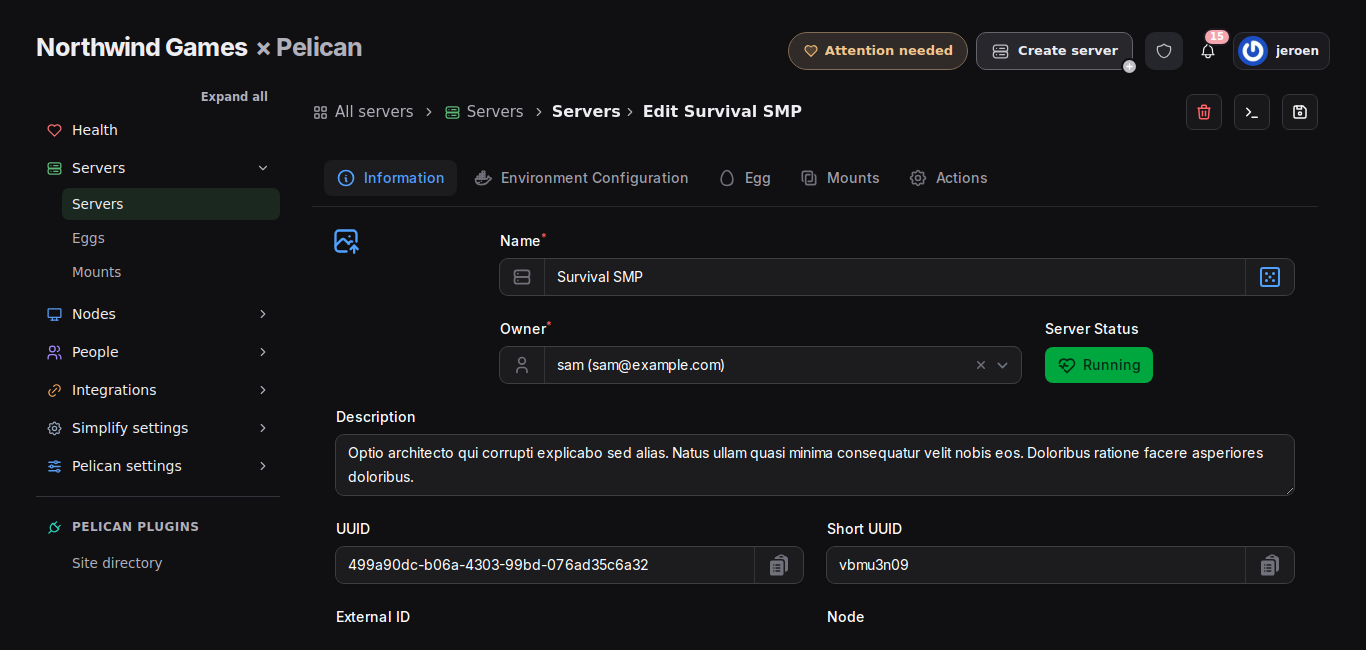 Northwind Games × Pelican
Attention needed
Create server
15
jeroen
Expand all
Health
Servers
Servers
Eggs
Mounts
Nodes
People
Integrations
Simplify settings
Pelican settings
PELICAN PLUGINS
Site directory
All servers > Servers > Servers > Edit Survival SMP
Information
Environment Configuration
Egg
Mounts
Actions
Name*
Survival SMP
Owner*
Server Status
sam (sam@example.com)
Running
Description
Optio architecto qui corrupti explicabo sed alias. Natus ullam quasi minima consequatur velit nobis eos. Doloribus ratione facere asperiores
doloribus.
UUID
Short UUID
499a90dc-b06a-4303-99bd-076ad35c6a32
vbmu3n09
External ID
Node